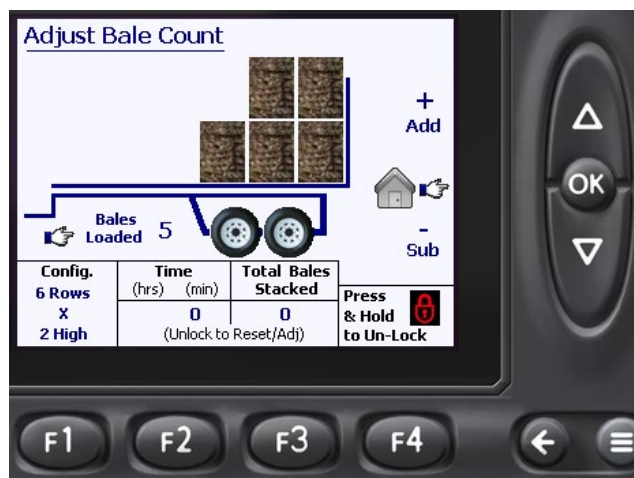 Adjust Bale Count
+
Add
OK
Bales
Loaded 5
-
Sub
Config.
6 Rows
X
2 High
Time
(hrs) (min)
0
Total Bales
Stacked
0
(Unlock to Reset/Adj)
Press
& Hold
to Un-Lock
F1 F2 F3 F4